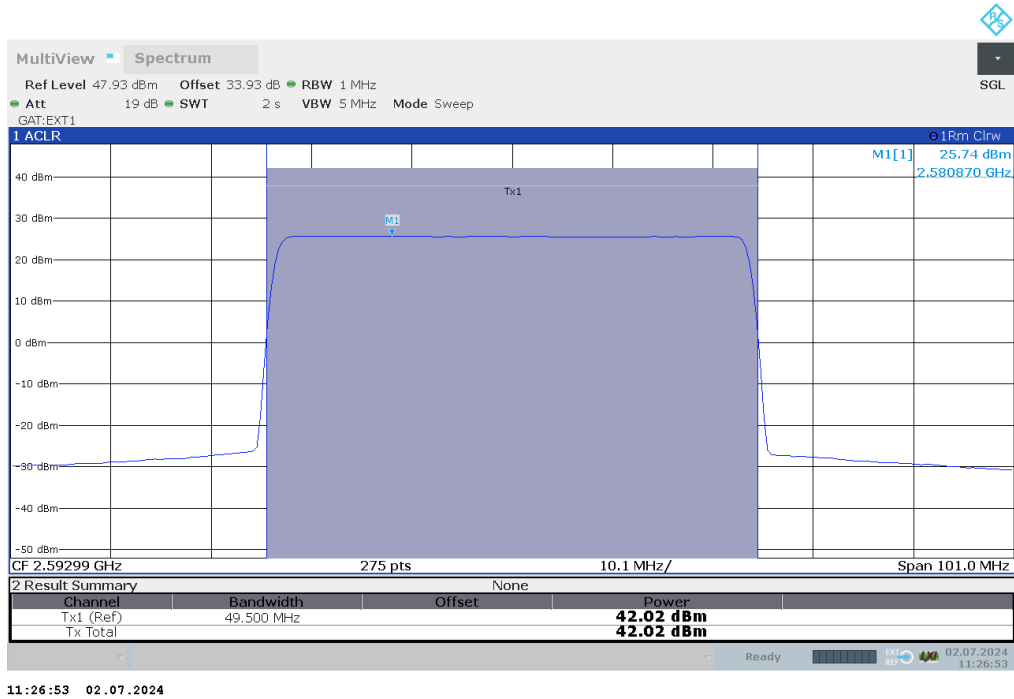 R&S
MultiView Spectrum
Ref Level 47.93 dBm Offset 33.93 dB RBW 1 MHz SGL
Att 19 dB SWT 2 s VBW 5 MHz Mode Sweep
GAT:EXT1
1 ACLR 1Rm Clrw
M1[1] 25.74 dBm
2.580870 GHz
40 dBm
Tx1
30 dBm
M1
20 dBm
10 dBm
0 dBm
-10 dBm
-20 dBm
-30 dBm
-40 dBm
-50 dBm
CF 2.59299 GHz 275 pts 10.1 MHz/ Span 101.0 MHz
2 Result Summary None
Channel Bandwidth Offset Power
Tx1 (Ref) 49.500 MHz 42.02 dBm
Tx Total 42.02 dBm
Ready EXT REF LXI 02.07.2024
11:26:53
11:26:53 02.07.2024